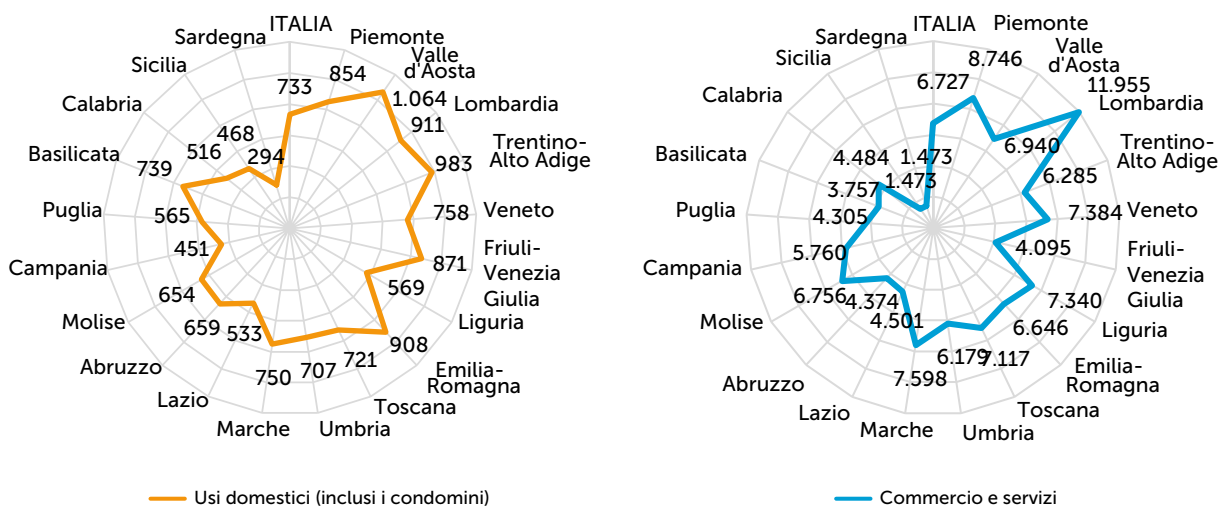 ITALIA
Piemonte
Valle
d'Aosta
Lombardia
Trentino-
Alto Adige
Veneto
Friuli-
Venezia
Giulia
Liguria
Emilia-
Romagna
Toscana
Umbria
Marche
Lazio
Abruzzo
Molise
Campania
Puglia
Basilicata
Calabria
Sicilia
Sardegna
733
854
1.064
911
983
758
871
569
908
721
707
750
533
659
654
451
565
739
516
468
294
Usi domestici (inclusi i condomini)
ITALIA
Piemonte
Valle
d'Aosta
Lombardia
Trentino-
Alto Adige
Veneto
Friuli-
Venezia
Giulia
Liguria
Emilia-
Romagna
Toscana
Umbria
Marche
Lazio
Abruzzo
Molise
Campania
Puglia
Basilicata
Calabria
Sicilia
Sardegna
6.727
8.746
11.955
6.940
6.285
7.384
4.095
7.340
6.646
7.117
6.179
7.598
4.501
4.374
6.756
5.760
4.305
3.757
4.484
1.473
1.473
Commercio e servizi